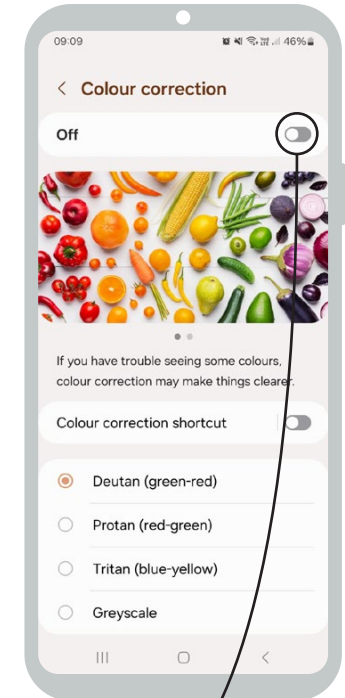 09:09 46%
Colour correction
Off
If you have trouble seeing some colours,
colour correction may make things clearer.
Colour correction shortcut
Deutan (green-red)
Protan (red-green)
Tritan (blue-yellow)
Greyscale